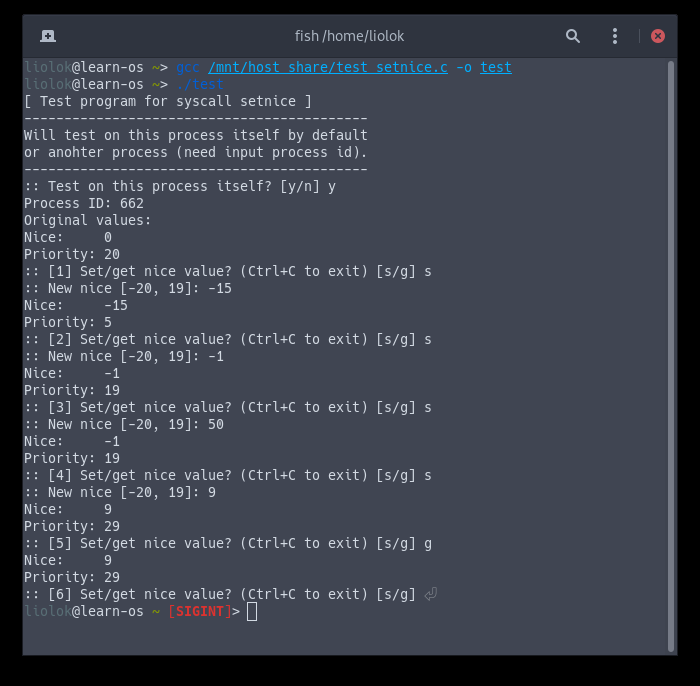 fish /home/liolok
liolok@learn-os ~> gcc /mnt/host_share/test_setnice.c -o test
liolok@learn-os ~> ./test
[ Test program for syscall setnice ]
-------------------------------------------
Will test on this process itself by default
or anohter process (need input process id).
-------------------------------------------
:: Test on this process itself? [y/n] y
Process ID: 662
Original values:
Nice:     0
Priority: 20
:: [1] Set/get nice value? (Ctrl+C to exit) [s/g] s
:: New nice [-20, 19]: -15
Nice:     -15
Priority: 5
:: [2] Set/get nice value? (Ctrl+C to exit) [s/g] s
:: New nice [-20, 19]: -1
Nice:     -1
Priority: 19
:: [3] Set/get nice value? (Ctrl+C to exit) [s/g] s
:: New nice [-20, 19]: 50
Nice:     -1
Priority: 19
:: [4] Set/get nice value? (Ctrl+C to exit) [s/g] s
:: New nice [-20, 19]: 9
Nice:     9
Priority: 29
:: [5] Set/get nice value? (Ctrl+C to exit) [s/g] g
Nice:     9
Priority: 29
:: [6] Set/get nice value? (Ctrl+C to exit) [s/g] ⏎
liolok@learn-os ~ [SIGINT]>